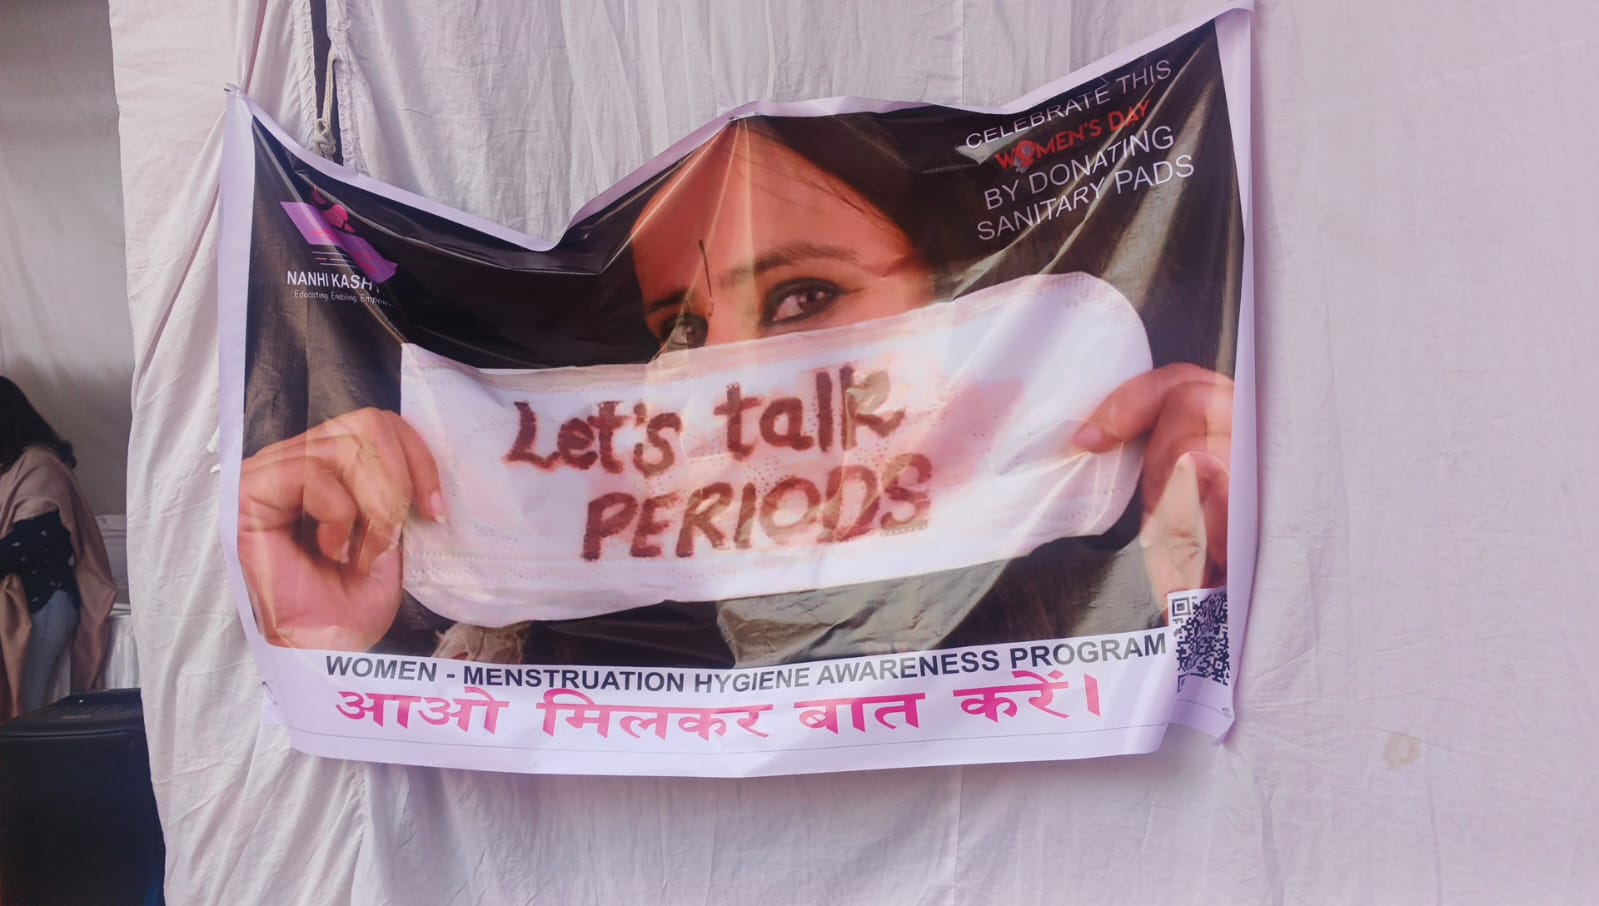 NANHI KASH
Educating. Enabling.
CELEBRATE THIS
WOMEN'S DAY
BY DONATING
SANITARY PADS
Let's talk
PERIODS
WOMEN - MENSTRUATION HYGIENE AWARENESS PROGRAM
आओ मिलकर बात करें।